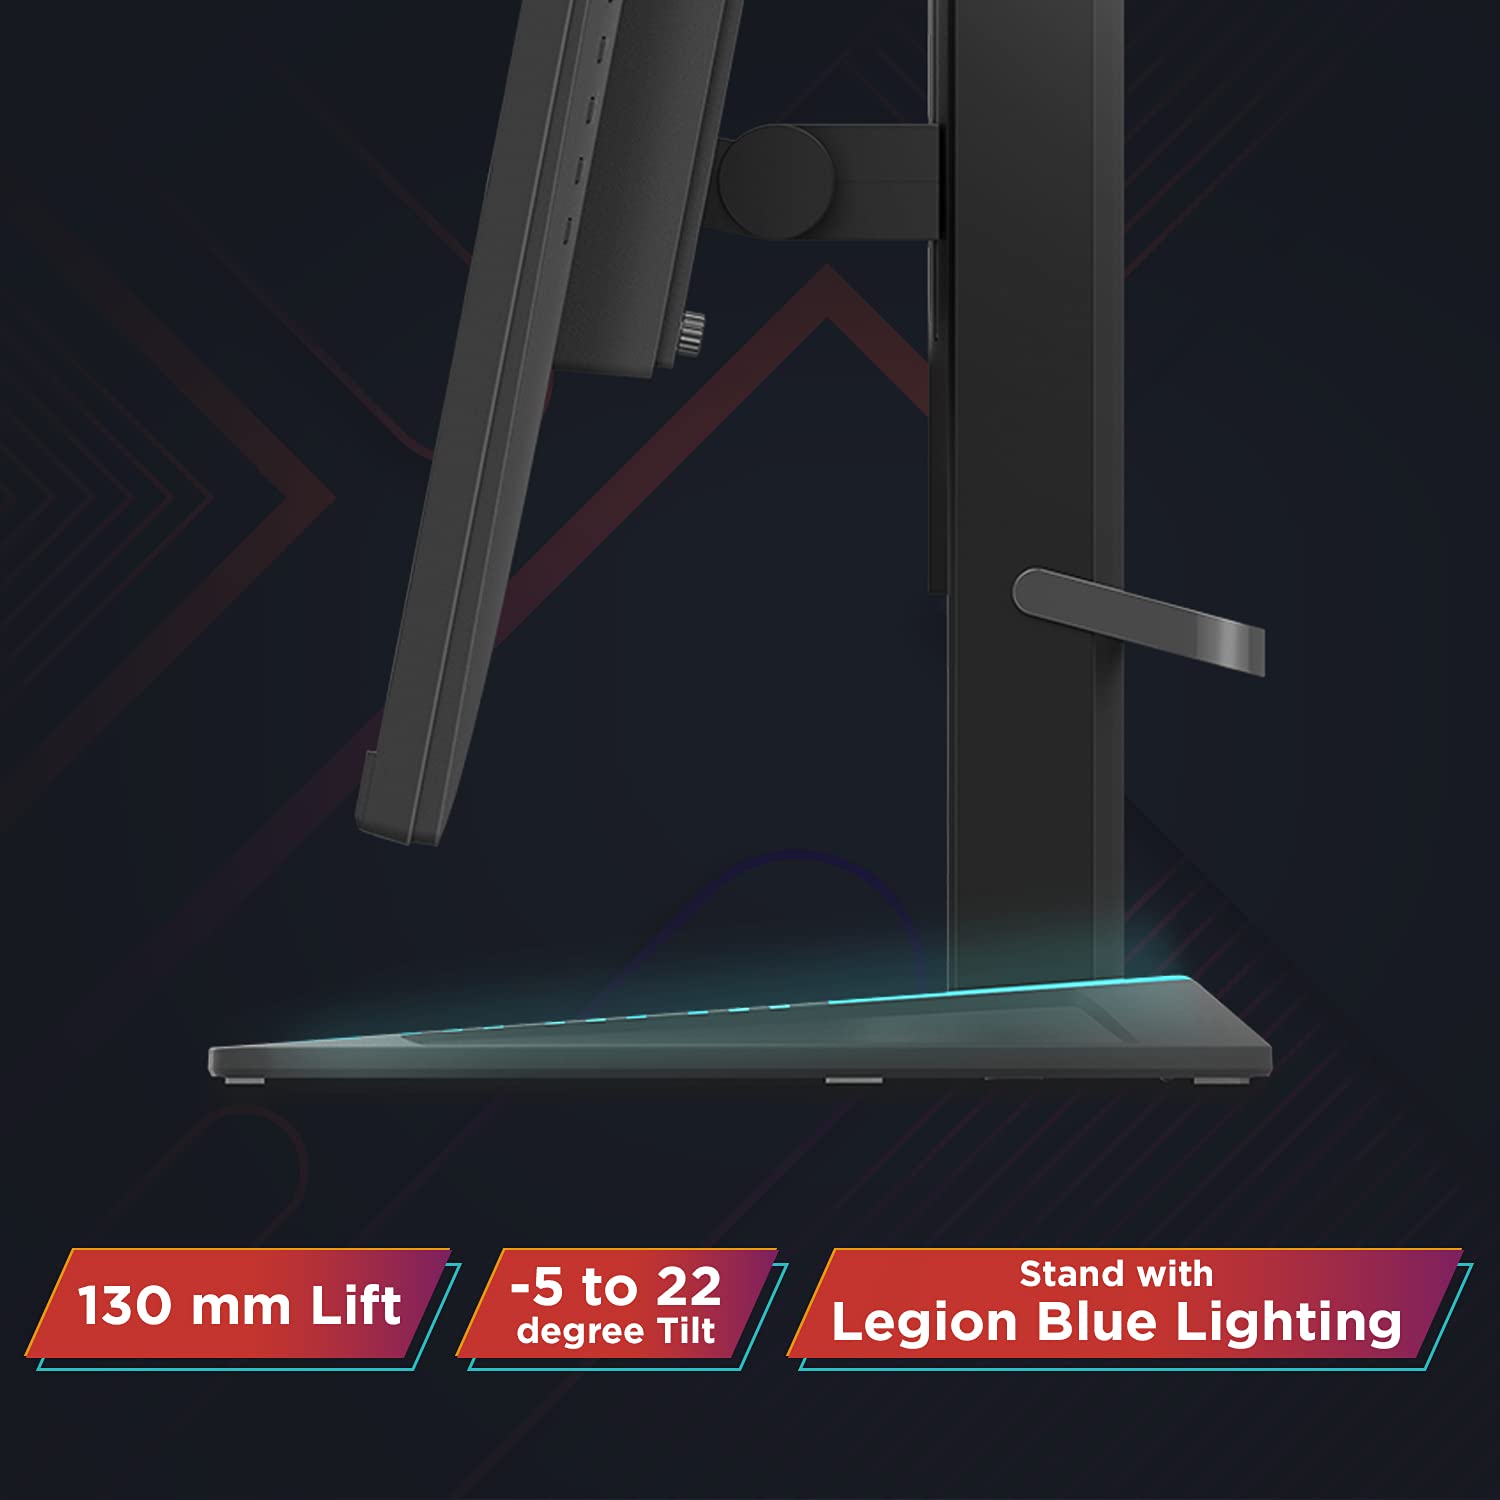 130 mm Lift
-5 to 22
degree Tilt
Stand with
Legion Blue Lighting